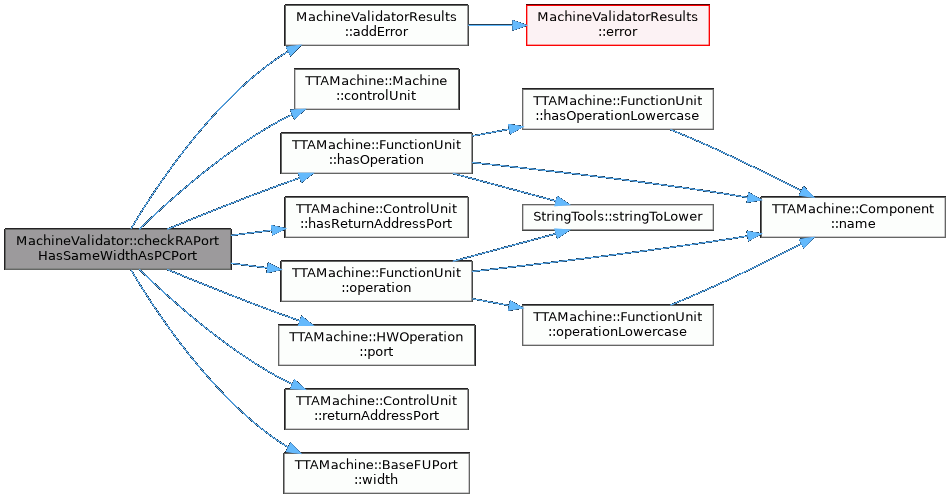 MachineValidatorResults
::addError
MachineValidatorResults
::error
TTAMachine::Machine
::controlUnit
TTAMachine::FunctionUnit
::hasOperationLowercase
TTAMachine::FunctionUnit
::hasOperation
TTAMachine::ControlUnit
::hasReturnAddressPort
StringTools::stringToLower
TTAMachine::Component
::name
MachineValidator::checkRAPort
HasSameWidthAsPCPort
TTAMachine::FunctionUnit
::operation
TTAMachine::FunctionUnit
::operationLowercase
TTAMachine::HWOperation
::port
TTAMachine::ControlUnit
::returnAddressPort
TTAMachine::BaseFUPort
::width